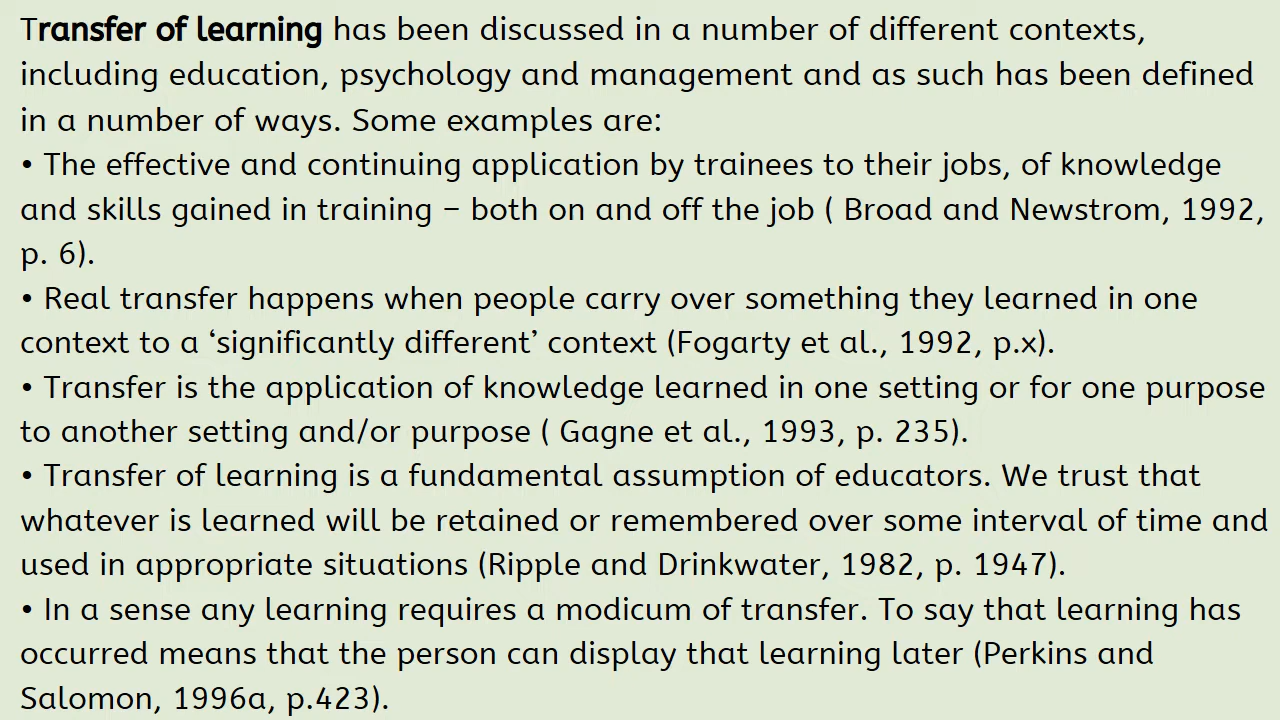 Transfer of learning has been discussed in a number of different contexts,
including education, psychology and management and as such has been defined
in a number of ways. Some examples are:
• The effective and continuing application by trainees to their jobs, of knowledge
and skills gained in training – both on and off the job ( Broad and Newstrom, 1992,
p. 6).
• Real transfer happens when people carry over something they learned in one
context to a ‘significantly different’ context (Fogarty et al., 1992, p.x).
• Transfer is the application of knowledge learned in one setting or for one purpose
to another setting and/or purpose ( Gagne et al., 1993, p. 235).
• Transfer of learning is a fundamental assumption of educators. We trust that
whatever is learned will be retained or remembered over some interval of time and
used in appropriate situations (Ripple and Drinkwater, 1982, p. 1947).
• In a sense any learning requires a modicum of transfer. To say that learning has
occurred means that the person can display that learning later (Perkins and
Salomon, 1996a, p.423).